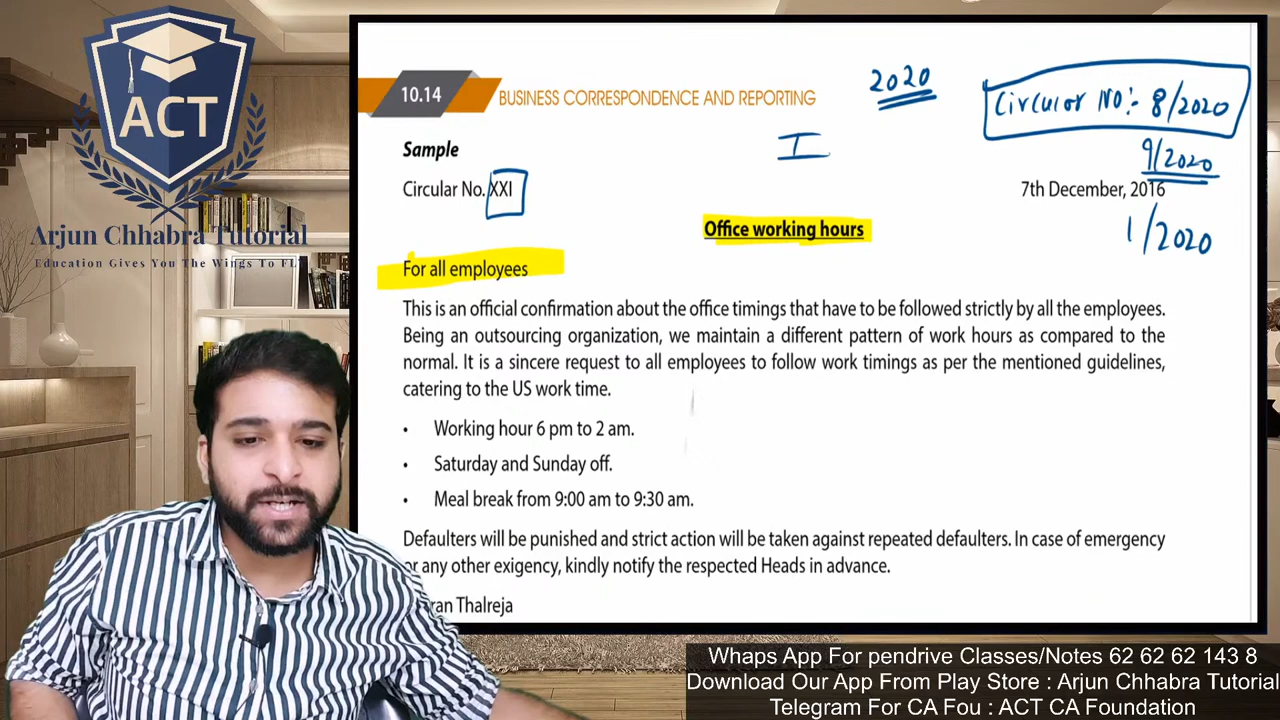 ACT
Arjun Chhabra Tutorial
Education Gives You The Wings To FLY
10.14
BUSINESS CORRESPONDENCE AND REPORTING
2020
Circular NO:- 8/2020
9/2020
1/2020
I
Sample
Circular No. XXI
7th December, 2016
Office working hours
For all employees
This is an official confirmation about the office timings that have to be followed strictly by all the employees.
Being an outsourcing organization, we maintain a different pattern of work hours as compared to the
normal. It is a sincere request to all employees to follow work timings as per the mentioned guidelines,
catering to the US work time.
• Working hour 6 pm to 2 am.
• Saturday and Sunday off.
• Meal break from 9:00 am to 9:30 am.
Defaulters will be punished and strict action will be taken against repeated defaulters. In case of emergency
or any other exigency, kindly notify the respected Heads in advance.
Thalreja
Whaps App For pendrive Classes/Notes 62 62 62 143 8
Download Our App From Play Store : Arjun Chhabra Tutorial
Telegram For CA Fou : ACT CA Foundation